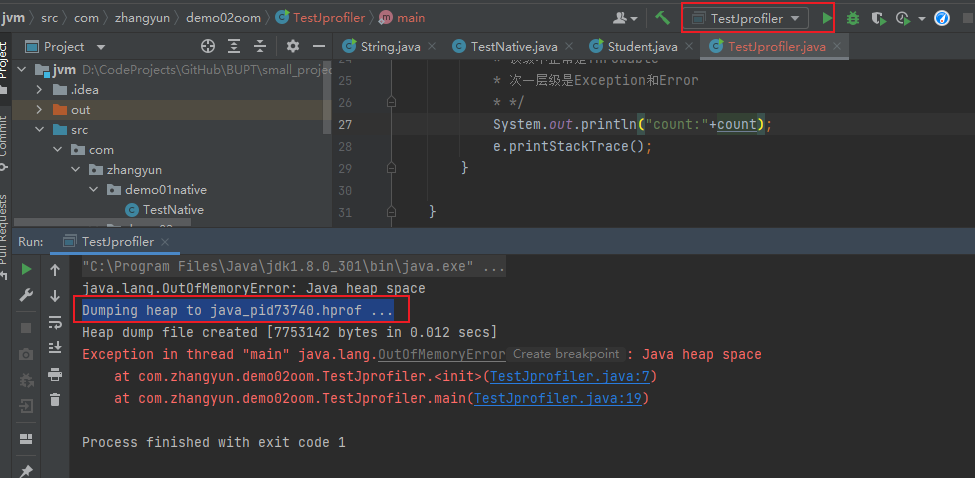 jvm src com zhangyun demo02oom TestJprofiler main TestJprofiler
Project String.java TestNative.java Student.java TestJprofiler.java
jvm D:\CodeProjects\GitHub\BUPT\small_proje
.idea
out
src
com
zhangyun
demo01native
TestNative
Project
Commit
Pull Requests
24
25 * 次一层级是Exception和Error
26 * */
27 System.out.println("count:"+count);
28 e.printStackTrace();
29 }
30
31 }
Run: TestJprofiler
"C:\Program Files\Java\jdk1.8.0_301\bin\java.exe" ...
java.lang.OutOfMemoryError: Java heap space
Dumping heap to java_pid73740.hprof ...
Heap dump file created [7753142 bytes in 0.012 secs]
Exception in thread "main" java.lang.OutOfMemoryError Create breakpoint : Java heap space
at com.zhangyun.demo02oom.TestJprofiler.<init>(TestJprofiler.java:7)
at com.zhangyun.demo02oom.TestJprofiler.main(TestJprofiler.java:19)
Process finished with exit code 1